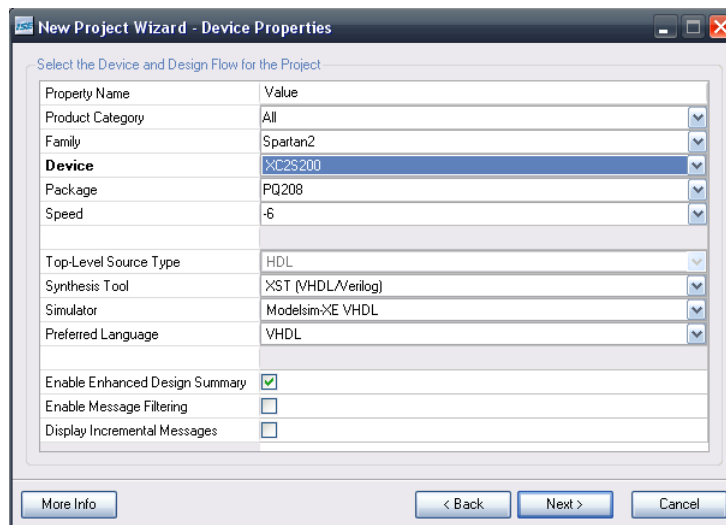 ISE New Project Wizard - Device Properties
Select the Device and Design Flow for the Project
Property Name Value
Product Category All
Family Spartan2
Device XC2S200
Package PQ208
Speed -6
Top-Level Source Type HDL
Synthesis Tool XST (VHDL/Verilog)
Simulator Modelsim-XE VHDL
Preferred Language VHDL
Enable Enhanced Design Summary
Enable Message Filtering
Display Incremental Messages
More Info < Back Next > Cancel